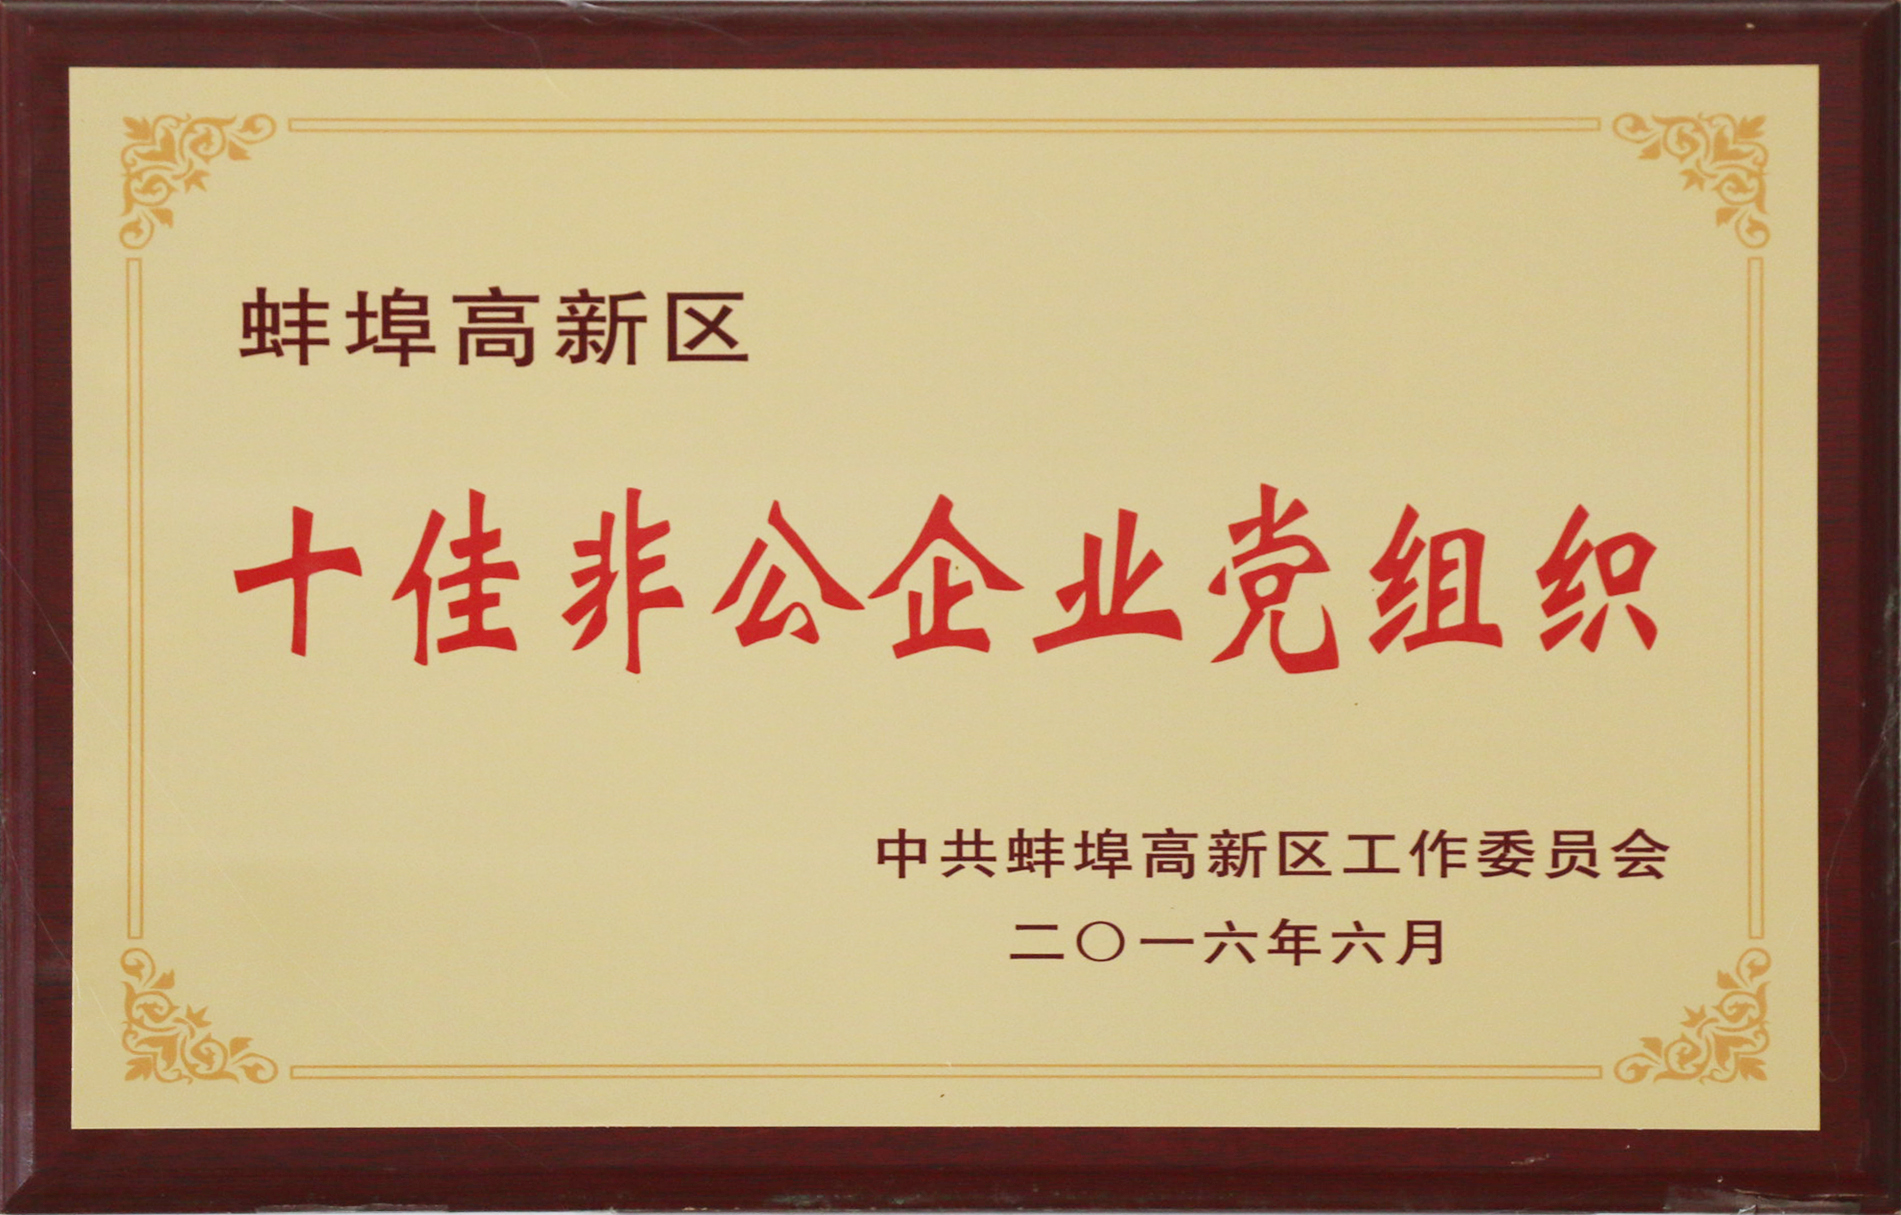 蚌埠高新区
十佳非公企业党组织
中共蚌埠高新区工作委员会
二〇一六年六月